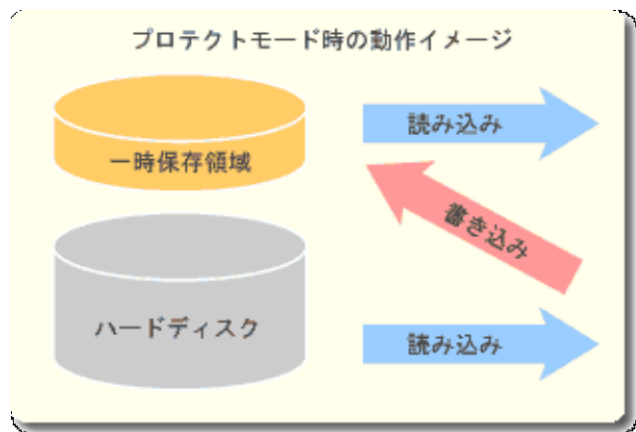 プロテクトモード時の動作イメージ
読み込み
一時保存領域
書き込み
ハードディスク
読み込み